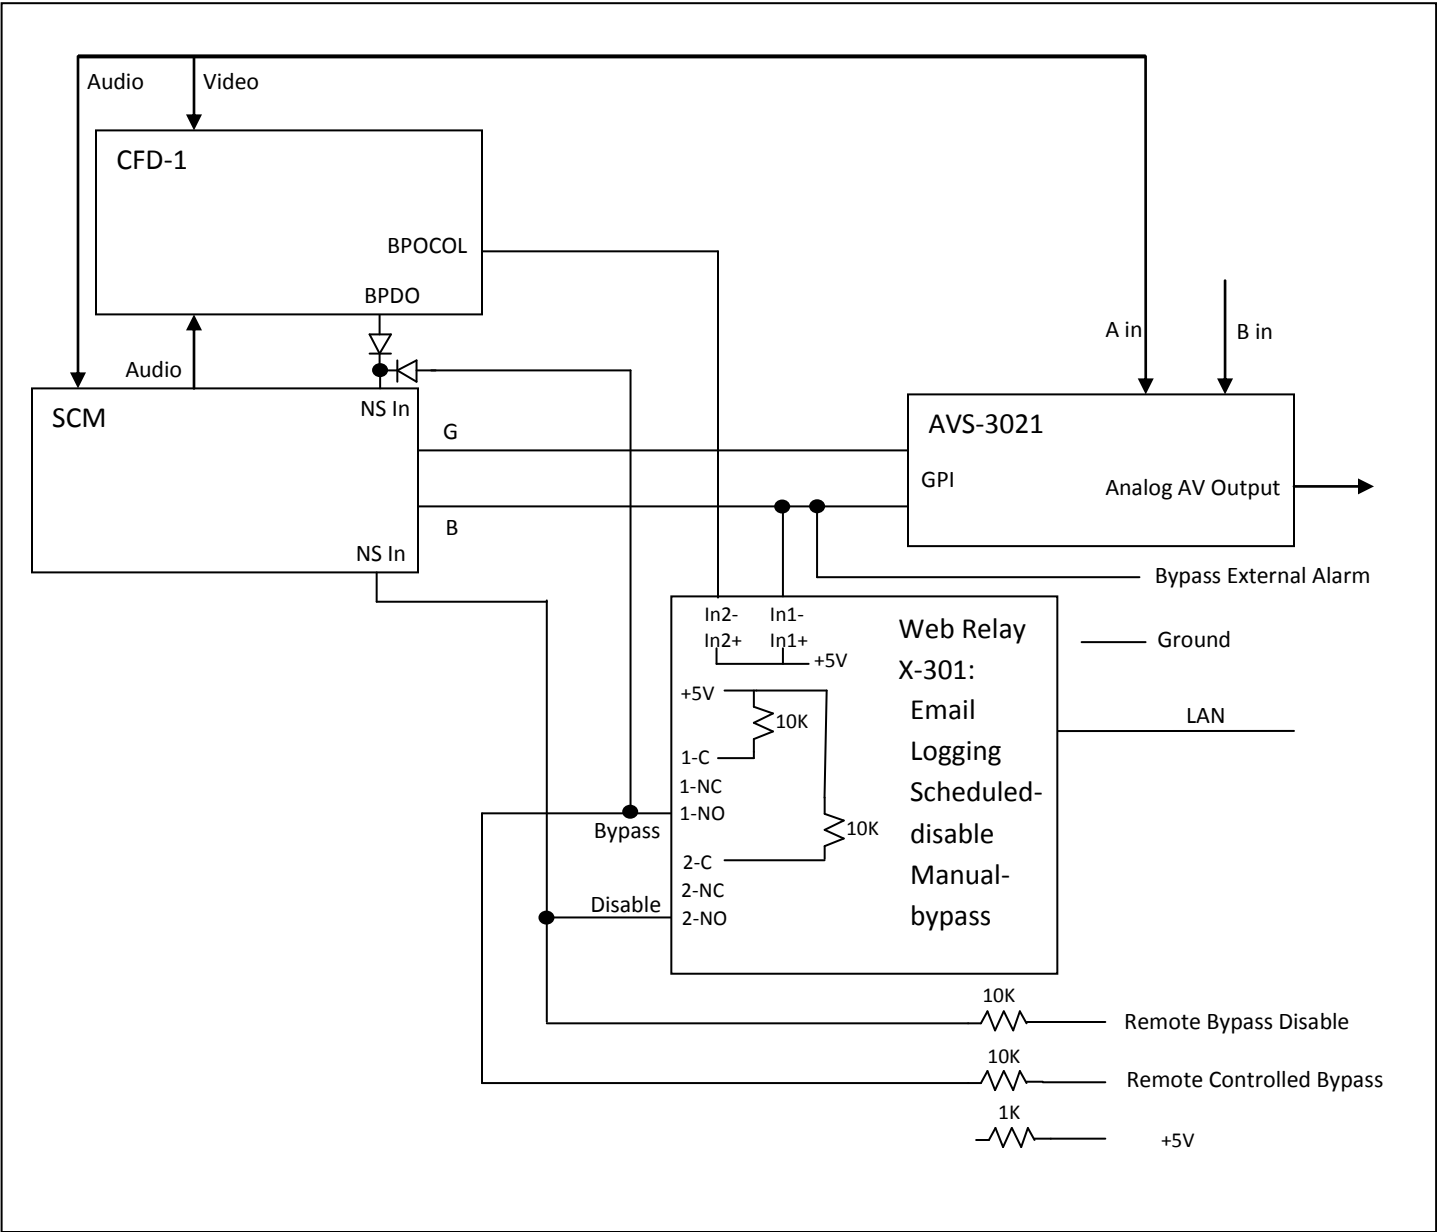 Audio
Video
CFD-1
BPOCOL
BPDO
A in
B in
Audio
NS In
SCM
AVS-3021
G
GPI
Analog AV Output
B
NS In
Bypass External Alarm
In2-
In1-
In2+
In1+
+5V
Web Relay
X-301:
Email
Logging
Scheduled-
disable
Manual-
bypass
Ground
+5V
10K
LAN
1-C
1-NC
1-NO
Bypass
10K
2-C
2-NC
Disable
2-NO
10K
Remote Bypass Disable
10K
Remote Controlled Bypass
1K
+5V